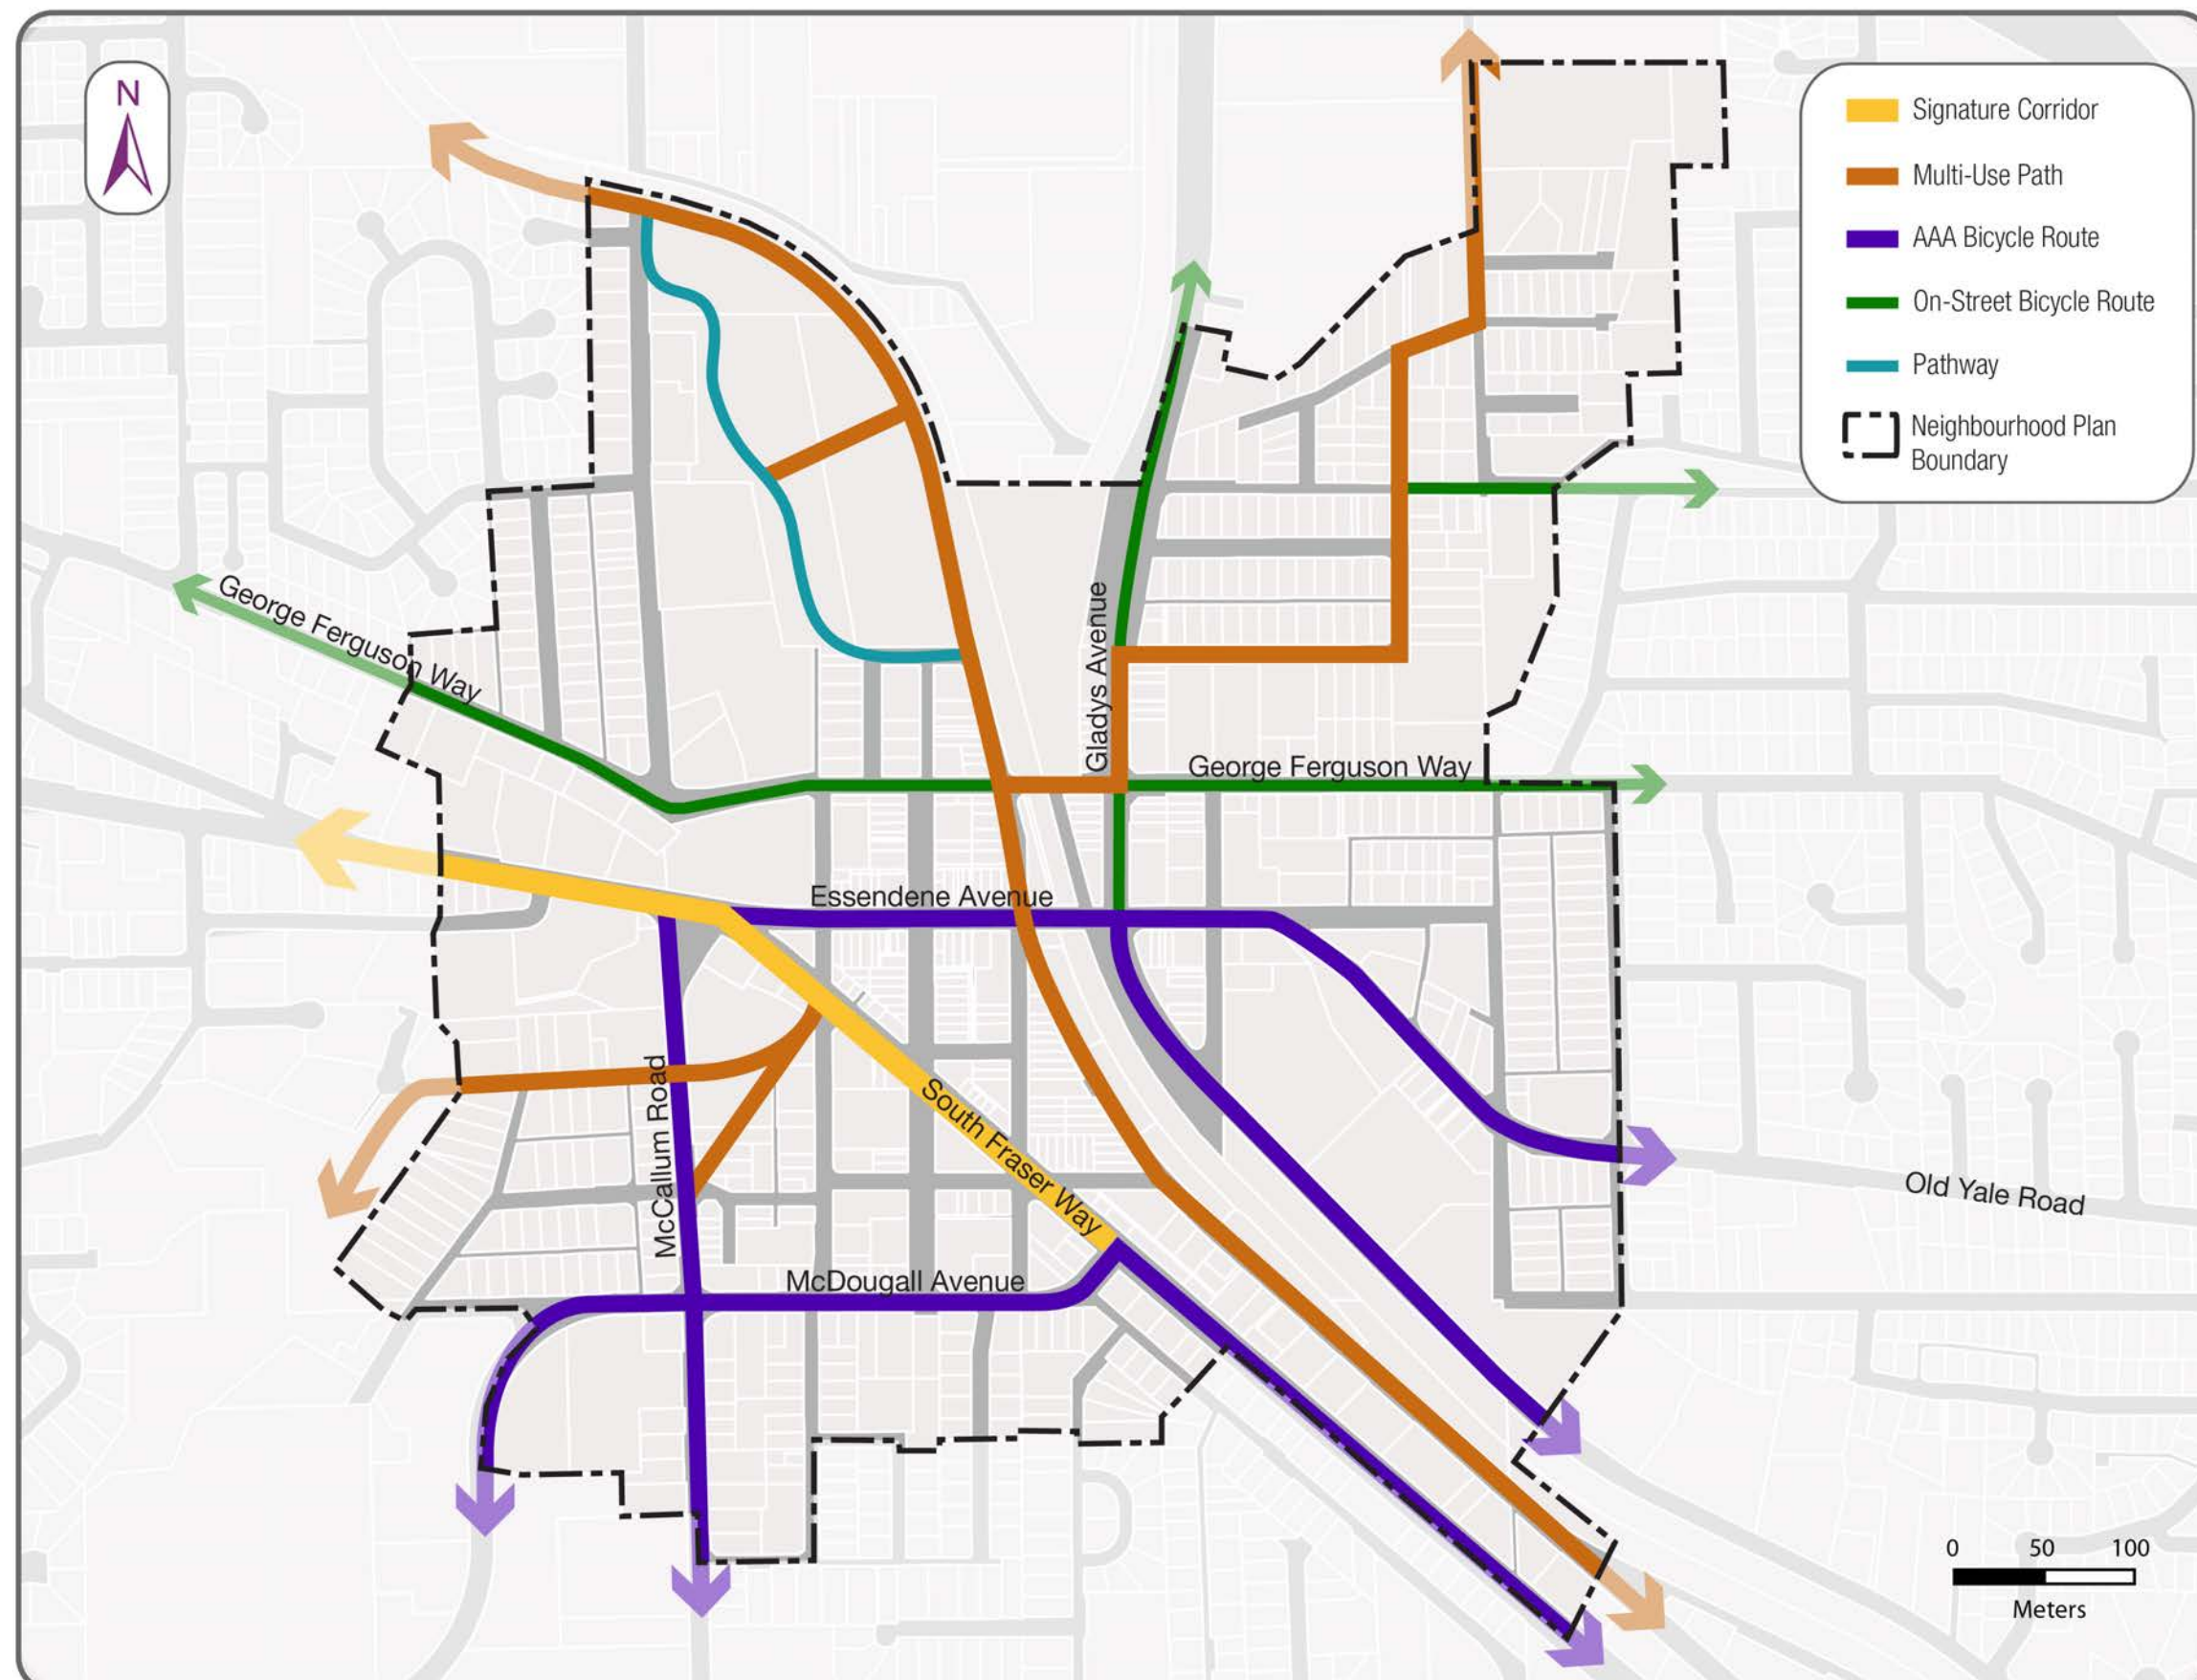 N
Signature Corridor
Multi-Use Path
AAA Bicycle Route
On-Street Bicycle Route
Pathway
Neighbourhood Plan
Boundary
George Ferguson Way
Gladys Avenue
George Ferguson Way
Essendene Avenue
McCallum Road
South Fraser Way
Old Yale Road
McDougall Avenue
0 50 100
Meters